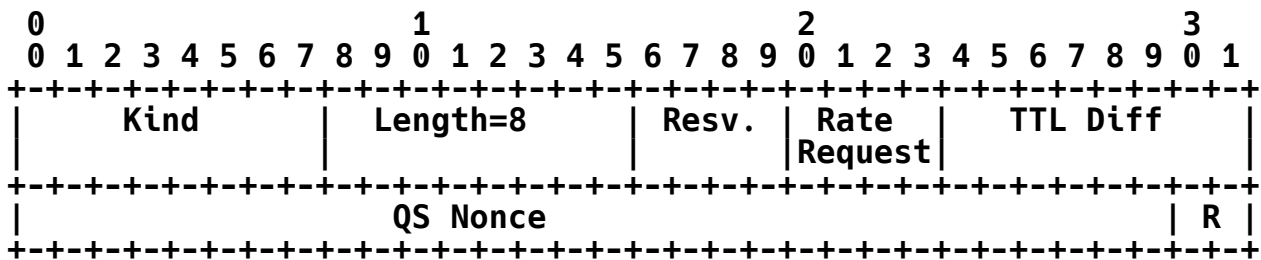 0                   1                   2                   3
 0 1 2 3 4 5 6 7 8 9 0 1 2 3 4 5 6 7 8 9 0 1 2 3 4 5 6 7 8 9 0 1
+-+-+-+-+-+-+-+-+-+-+-+-+-+-+-+-+-+-+-+-+-+-+-+-+-+-+-+-+-+-+-+-+
|     Kind      |  Length=8     | Resv. | Rate  |   TTL Diff    |
|               |               |       |Request|               |
+-+-+-+-+-+-+-+-+-+-+-+-+-+-+-+-+-+-+-+-+-+-+-+-+-+-+-+-+-+-+-+-+
|                   QS Nonce                                | R |
+-+-+-+-+-+-+-+-+-+-+-+-+-+-+-+-+-+-+-+-+-+-+-+-+-+-+-+-+-+-+-+-+